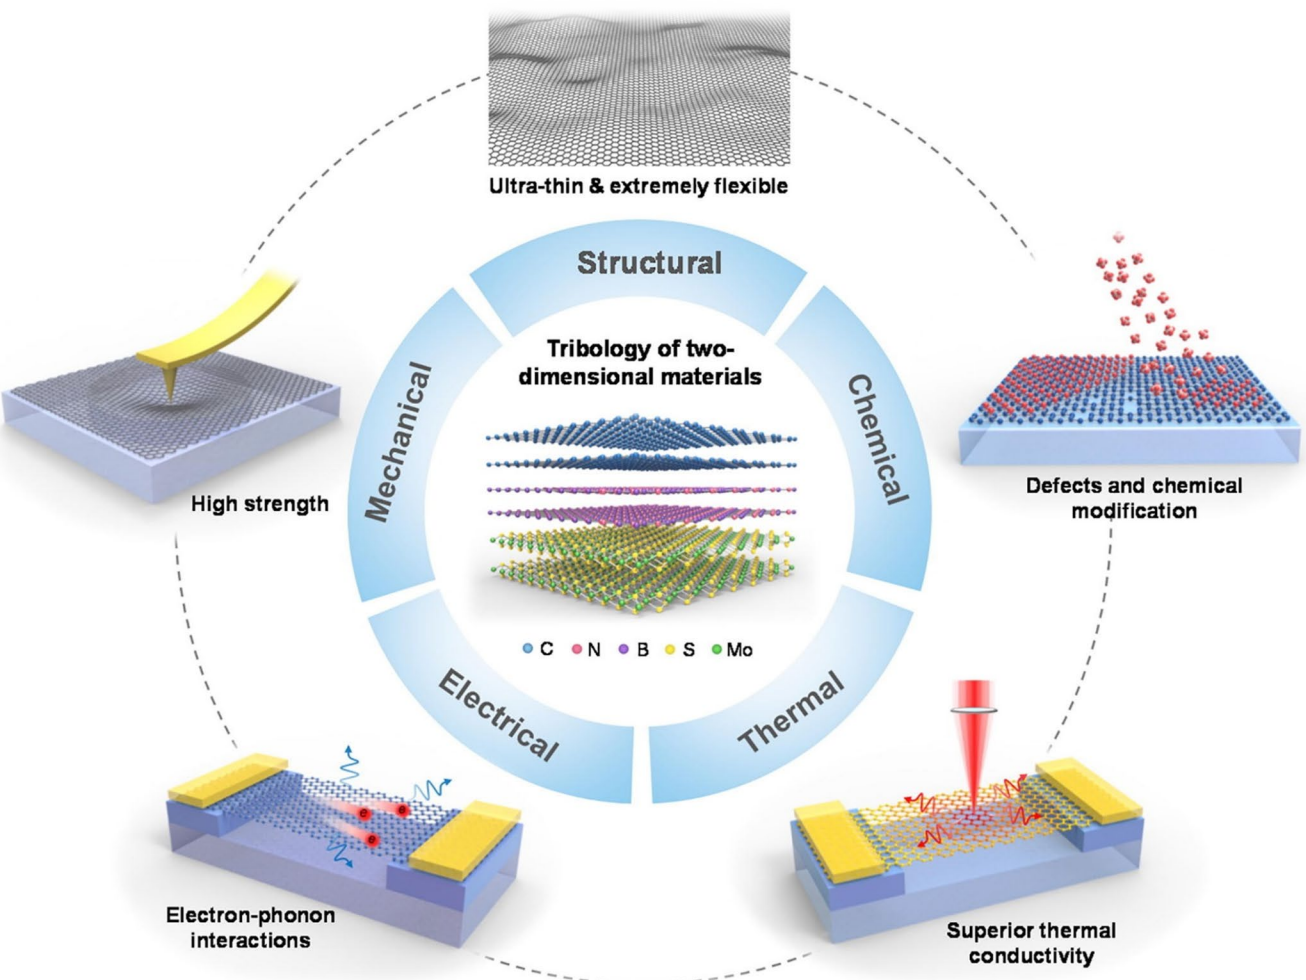 Ultra-thin & extremely flexible
Structural
Tribology of two-
dimensional materials
Mechanical
Chemical
High strength
Defects and chemical
modification
C N B S Mo
Electrical
Thermal
e
e
e
Electron-phonon
interactions
Superior thermal
conductivity